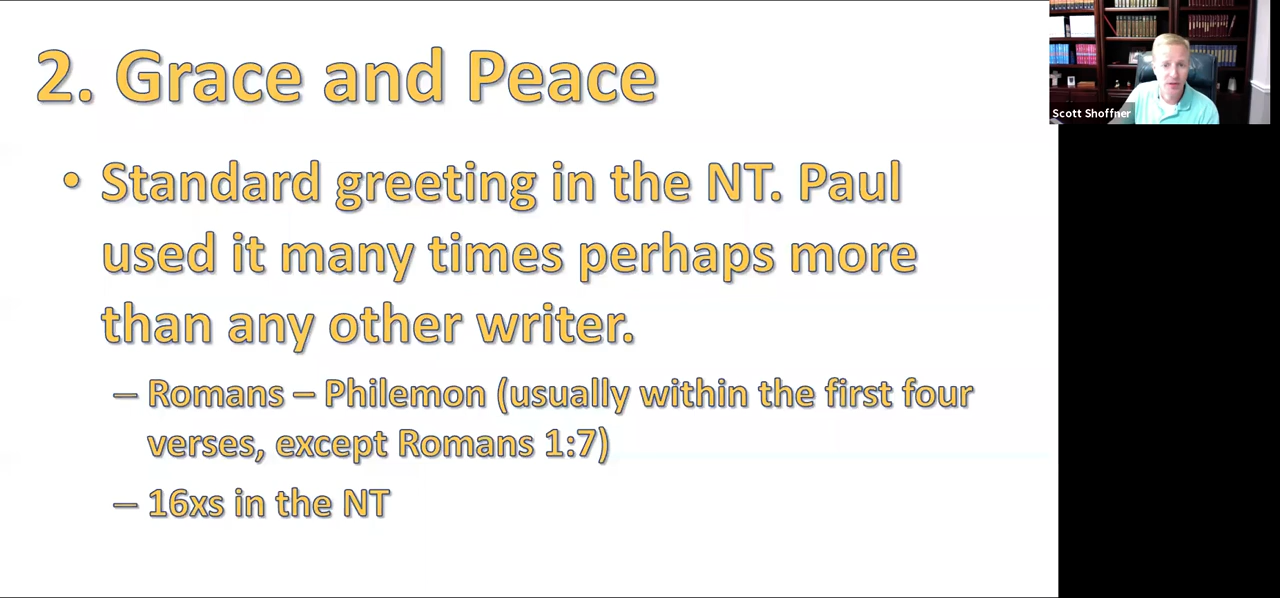 2. Grace and Peace
Scott Shoffner
• Standard greeting in the NT. Paul
used it many times perhaps more
than any other writer.
– Romans – Philemon (usually within the first four
verses, except Romans 1:7)
– 16xs in the NT